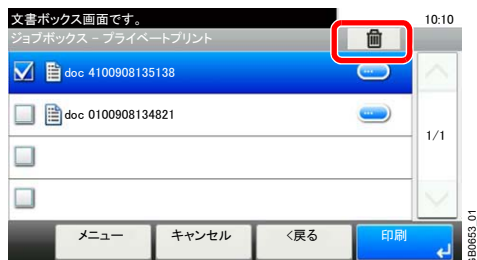 文書ボックス画面です。
10:10
ジョブボックス - プライベートプリント
doc 4100908135138
doc 0100908134821
1/1
メニュー
キャンセル
<戻る
印刷